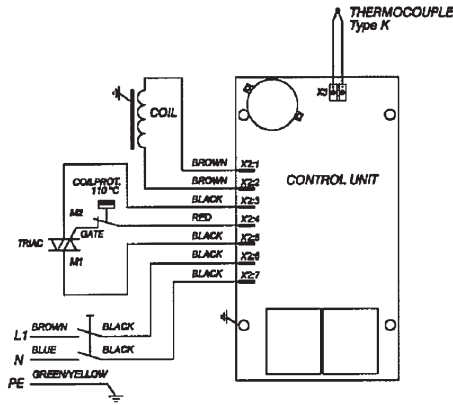 THERMOCOUPLE
Type K
X3
COIL
BROWN X2:1
CONTROL UNIT
BROWN X2:2
COILPROT.
110 °C
BLACK X2:3
M2
RED X2:4
GATE
TRIAC
BLACK X2:5
M1
BLACK X2:6
BLACK X2:7
L1 BROWN BLACK
N BLUE BLACK
PE GREEN/YELLOW